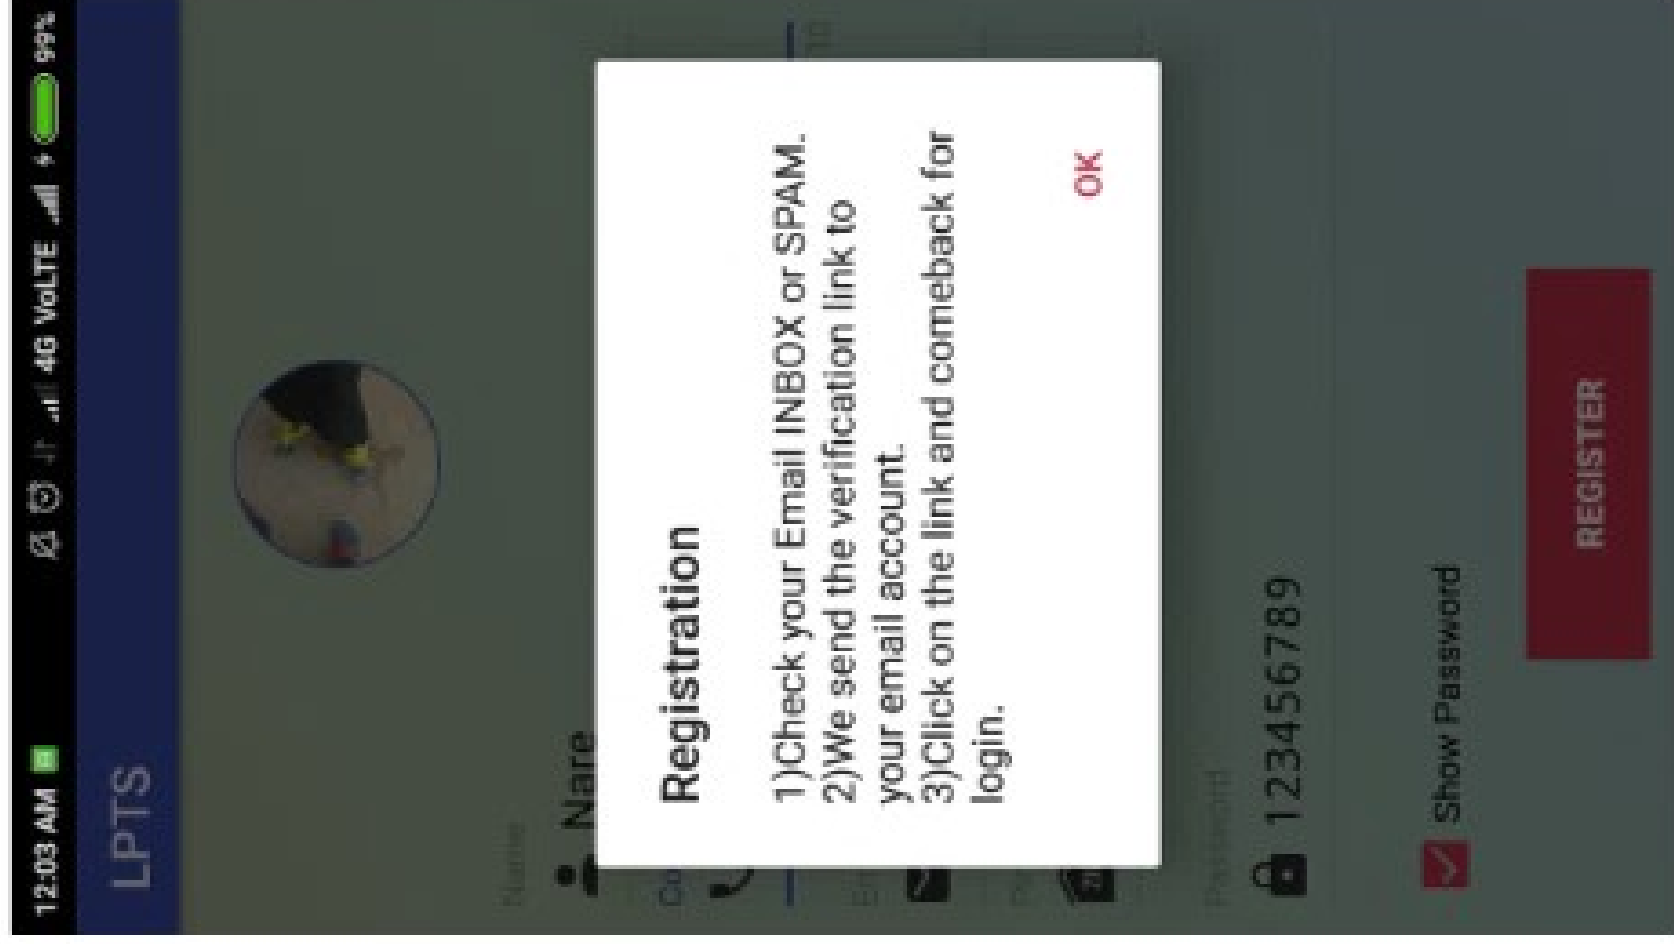 12:03 AM 4G VoLTE 99%
LPTS
Name
Nare
Registration
1)Check your Email INBOX or SPAM.
2)We send the verification link to
your email account.
3)Click on the link and comeback for
login.
OK
Password
123456789
Show Password
REGISTER